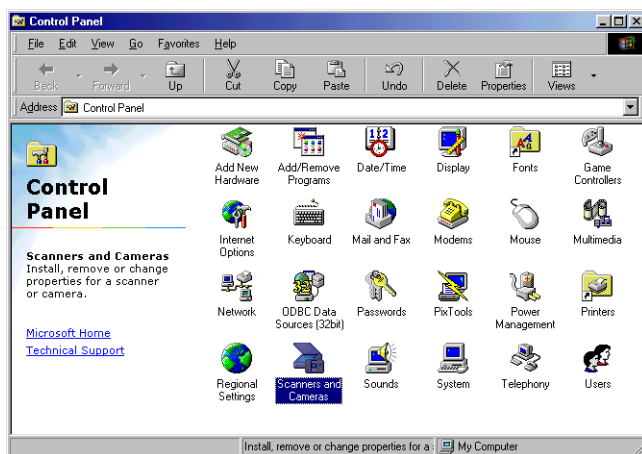 Control Panel
File Edit View Go Favorites Help
Back Forward Up Cut Copy Paste Undo Delete Properties Views
Address Control Panel
Control
Panel
Scanners and Cameras
Install, remove or change
properties for a scanner
or camera.
Microsoft Home
Technical Support
Add New
Hardware
Add/Remove
Programs
Date/Time
Display
Fonts
Game
Controllers
Internet
Options
Keyboard
Mail and Fax
Modems
Mouse
Multimedia
Network
ODBC Data
Sources (32bit)
Passwords
PixTools
Power
Management
Printers
Regional
Settings
Scanners and
Cameras
Sounds
System
Telephony
Users
Install, remove or change properties for a My Computer